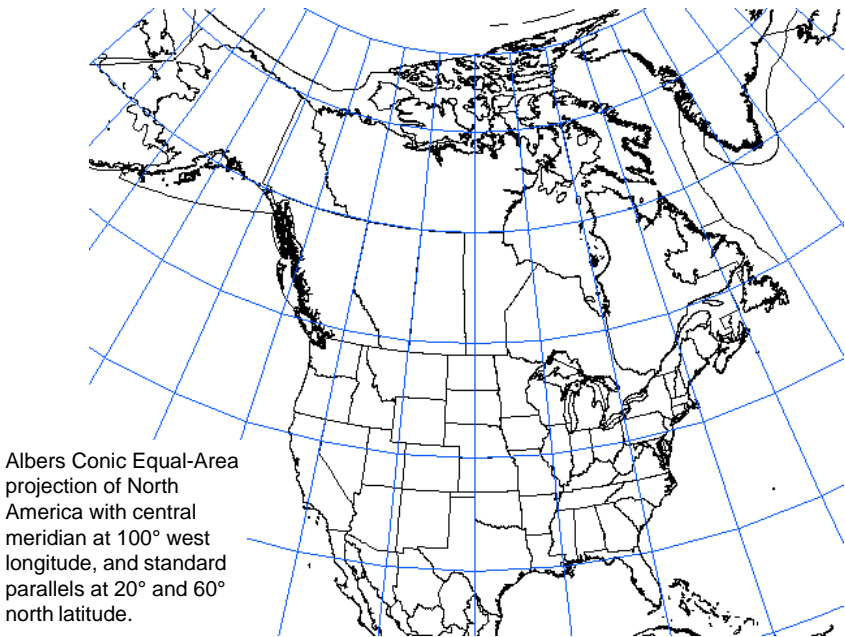 Albers Conic Equal-Area
projection of North
America with central
meridian at 100° west
longitude, and standard
parallels at 20° and 60°
north latitude.